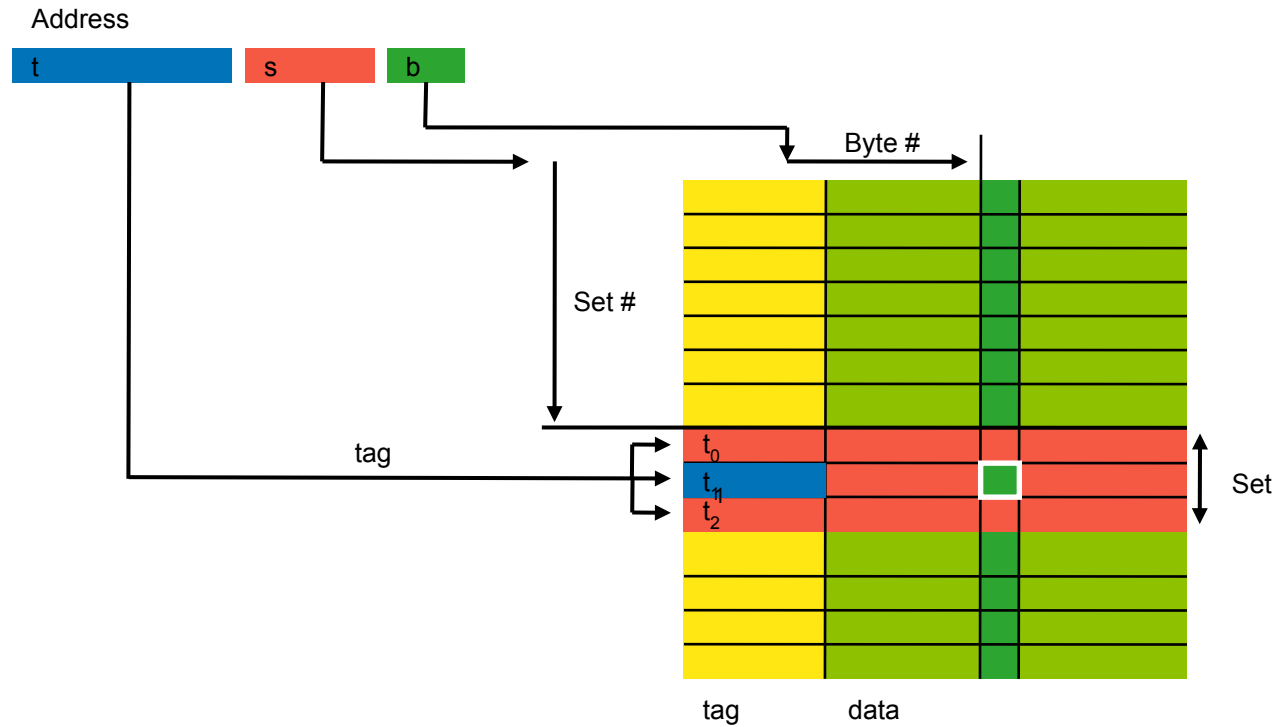 Address
t s b
Byte #
Set #
tag
t0
t1
t2
Set
tag data